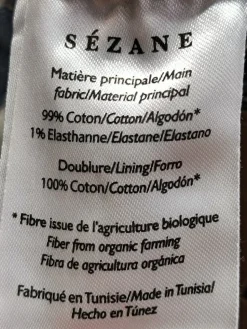 SÉZANE
Matière principale/Main
fabric/Material principal
99% Coton/Cotton/Algodón*
1% Elasthanne/Elastane/Elastano
Doublure/Lining/Forro
100% Coton/Cotton/Algodón*
*Fibre issue de l'agriculture biologique
Fiber from organic farming
Fibra de agricultura orgánica
Fabriqué en Tunisie/Made in Tunisia/
Hecho en Túnez